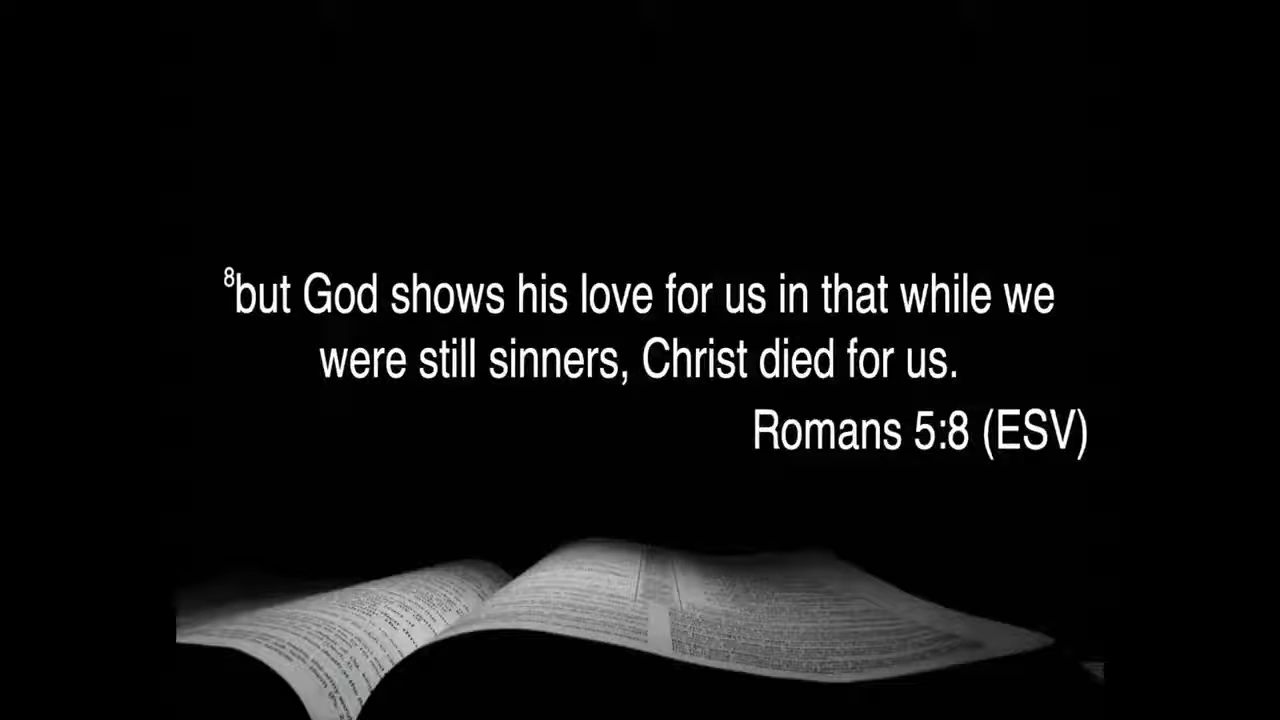 ⁸but God shows his love for us in that while we
were still sinners, Christ died for us.
Romans 5:8 (ESV)